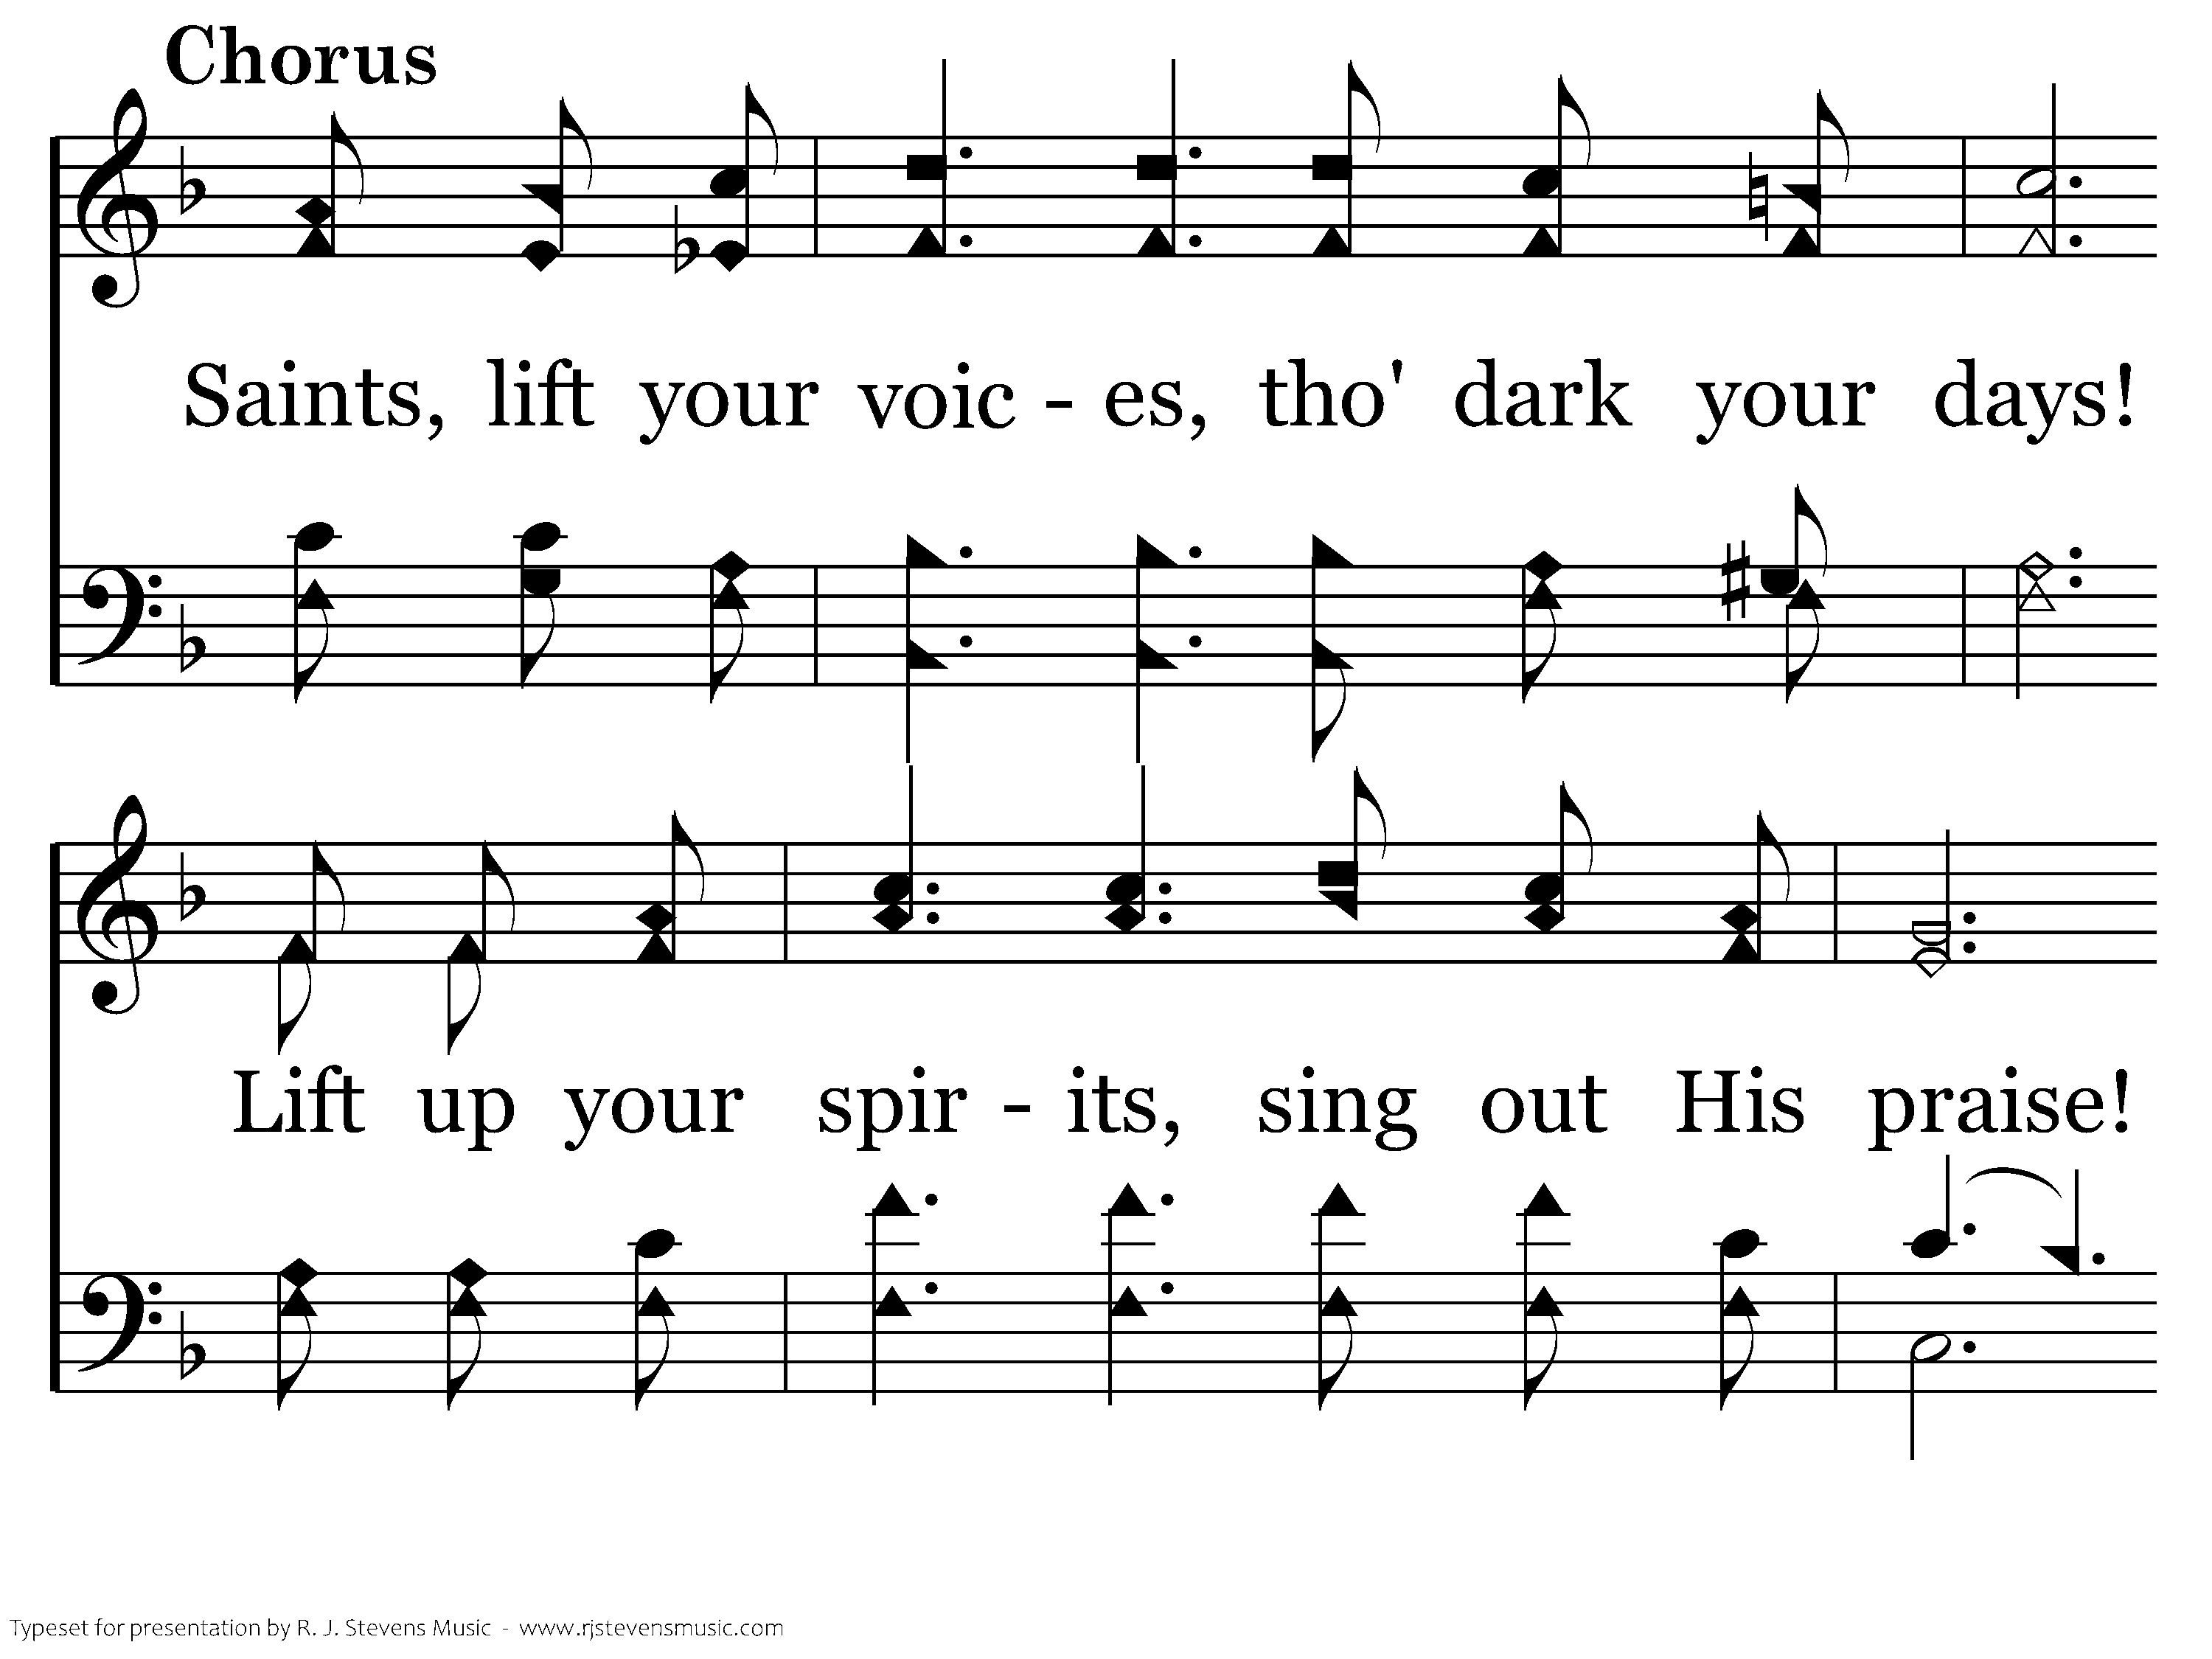 Chorus
Saints, lift your voic - es, tho' dark your days!
Lift up your spir - its, sing out His praise!
Typeset for presentation by R. J. Stevens Music - www.rjstevensmusic.com